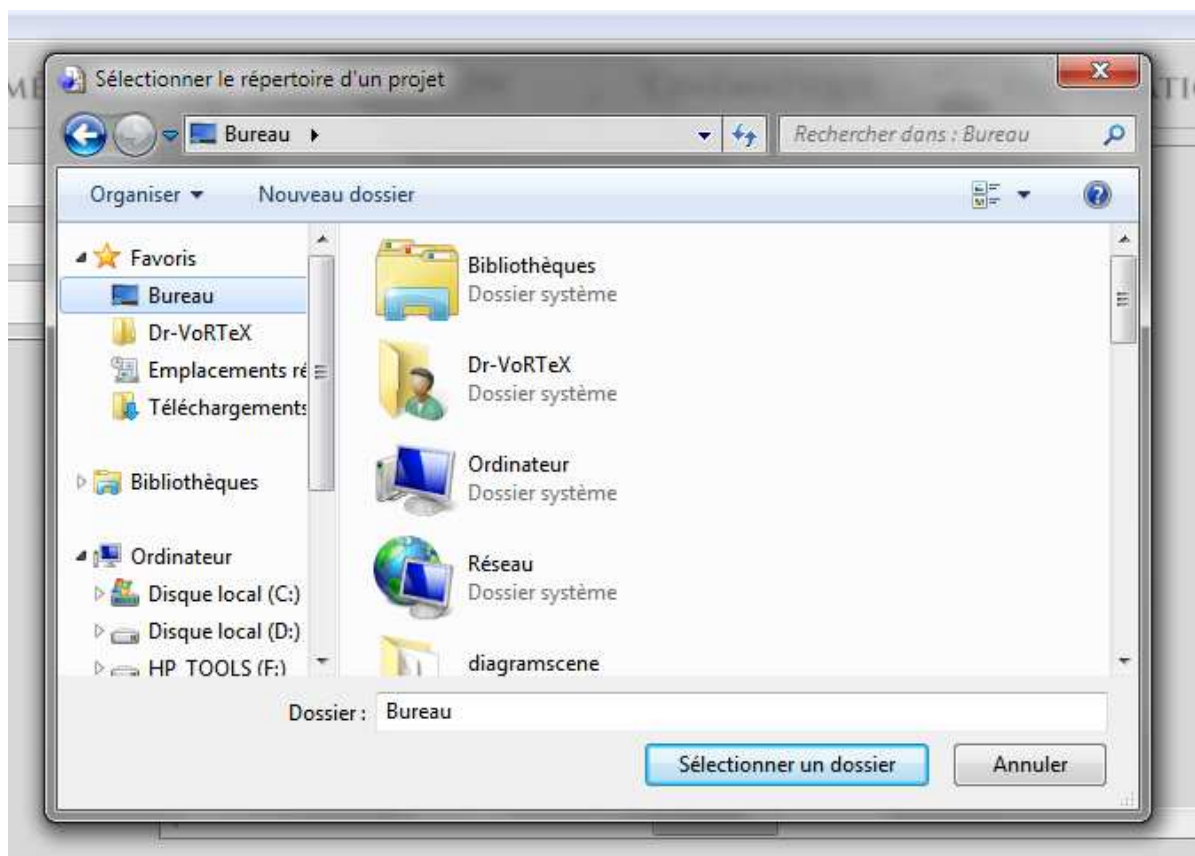 Sélectionner le répertoire d'un projet
Bureau
Rechercher dans : Bureau
Organiser
Nouveau dossier
Favoris
Bureau
Dr-VoRTeX
Emplacements ré
Téléchargements
Bibliothèques
Ordinateur
Disque local (C:)
Disque local (D:)
HP_TOOLS (F:)
Bibliothèques
Dossier système
Dr-VoRTeX
Dossier système
Ordinateur
Dossier système
Réseau
Dossier système
diagramscene
Dossier : Bureau
Sélectionner un dossier
Annuler